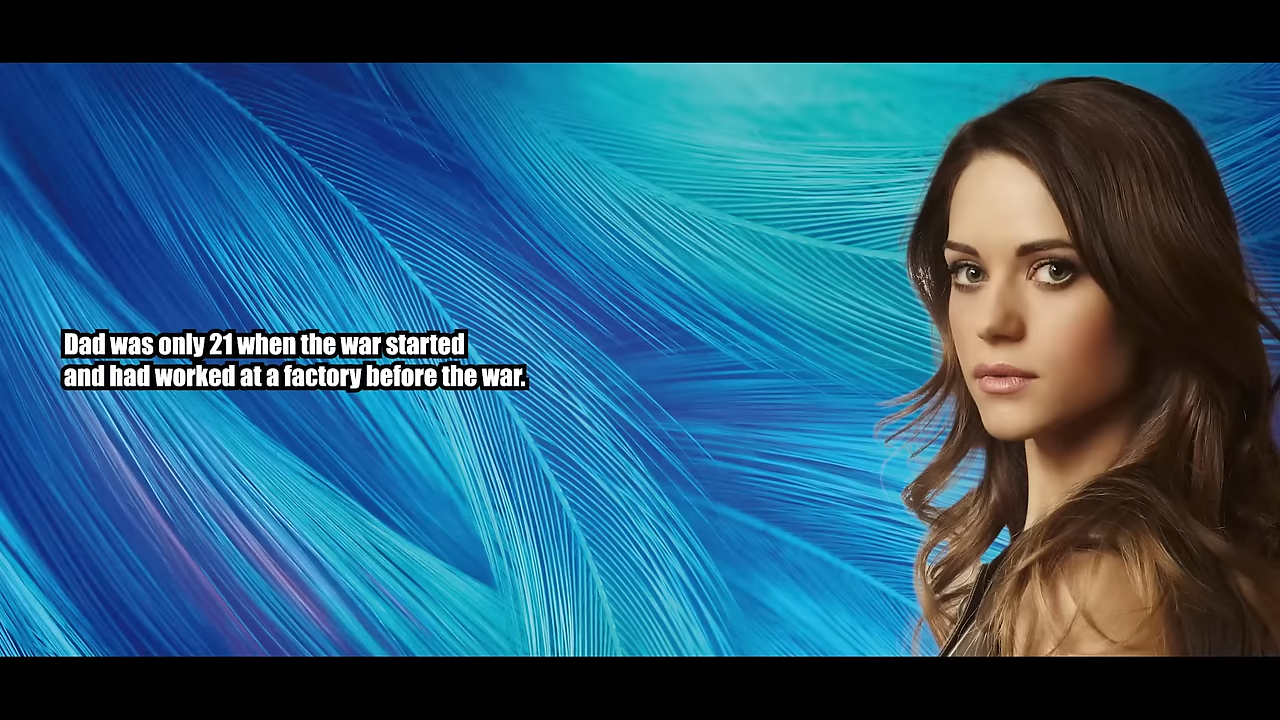 Dad was only 21 when the war started
and had worked at a factory before the war.